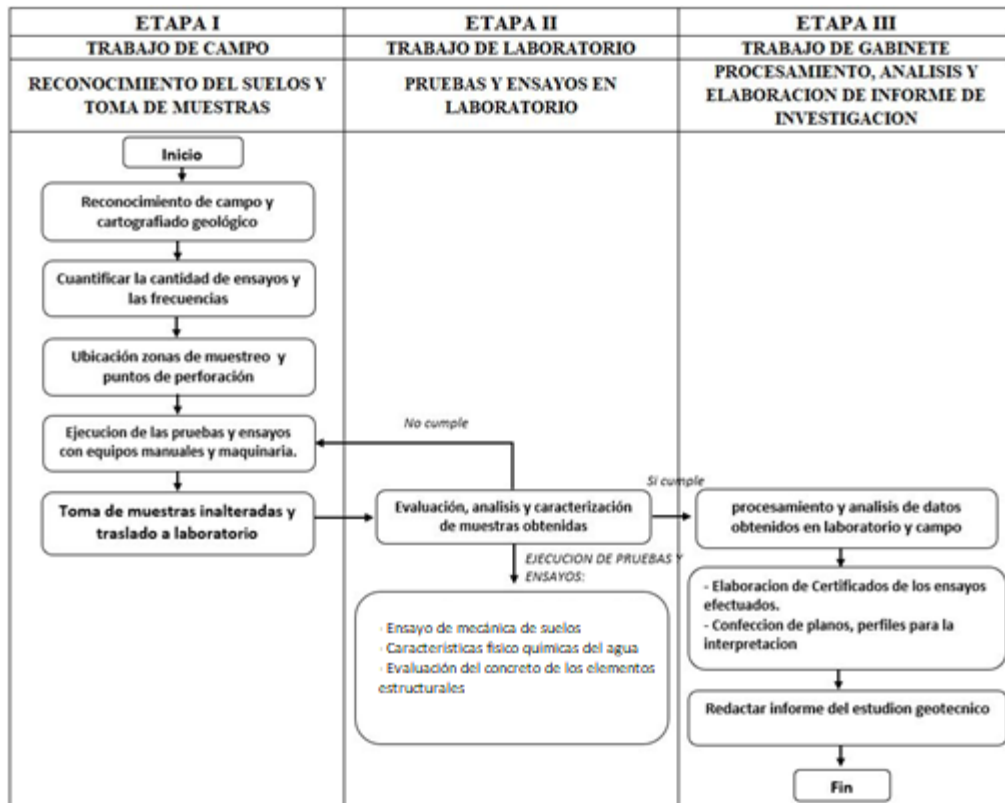 ETAPA I
TRABAJO DE CAMPO
RECONOCIMIENTO DEL SUELOS Y
TOMA DE MUESTRAS
Inicio
Reconocimiento de campo y
cartografiado geológico
Cuantificar la cantidad de ensayos y
las frecuencias
Ubicación zonas de muestreo y
puntos de perforación
Ejecucion de las pruebas y ensayos
con equipos manuales y maquinaria.
Toma de muestras inalteradas y
traslado a laboratorio
ETAPA II
TRABAJO DE LABORATORIO
PRUEBAS Y ENSAYOS EN
LABORATORIO
No cumple
Evaluación, analisis y caracterización
de muestras obtenidas
Si cumple
EJECUCION DE PRUEBAS Y
ENSAYOS:
· Ensayo de mecánica de suelos
· Características fisico químicas del agua
· Evaluación del concreto de los elementos
estructurales
ETAPA III
TRABAJO DE GABINETE
PROCESAMIENTO, ANALISIS Y
ELABORACION DE INFORME DE
INVESTIGACION
procesamiento y analisis de datos
obtenidos en laboratorio y campo
- Elaboracion de Certificados de los ensayos
efectuados.
- Confeccion de planos, perfiles para la
interpretacion
Redactar informe del estudion geotecnico
Fin